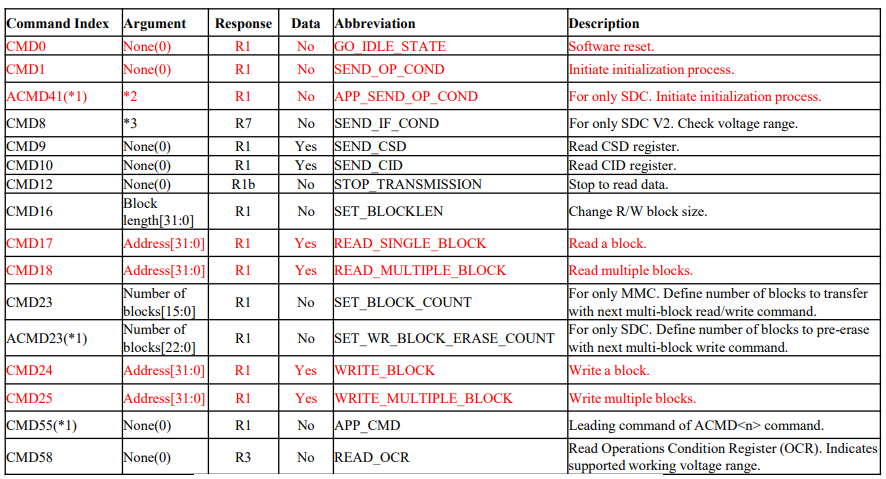 Command Index Argument Response Data Abbreviation Description
CMD0 None(0) R1 No GO_IDLE_STATE Software reset.
CMD1 None(0) R1 No SEND_OP_COND Initiate initialization process.
ACMD41(*1) *2 R1 No APP_SEND_OP_COND For only SDC. Initiate initialization process.
CMD8 *3 R7 No SEND_IF_COND For only SDC V2. Check voltage range.
CMD9 None(0) R1 Yes SEND_CSD Read CSD register.
CMD10 None(0) R1 Yes SEND_CID Read CID register.
CMD12 None(0) R1b No STOP_TRANSMISSION Stop to read data.
CMD16 Block
length[31:0] R1 No SET_BLOCKLEN Change R/W block size.
CMD17 Address[31:0] R1 Yes READ_SINGLE_BLOCK Read a block.
CMD18 Address[31:0] R1 Yes READ_MULTIPLE_BLOCK Read multiple blocks.
CMD23 Number of
blocks[15:0] R1 No SET_BLOCK_COUNT For only MMC. Define number of blocks to transfer
with next multi-block read/write command.
ACMD23(*1) Number of
blocks[22:0] R1 No SET_WR_BLOCK_ERASE_COUNT For only SDC. Define number of blocks to pre-erase
with next multi-block write command.
CMD24 Address[31:0] R1 Yes WRITE_BLOCK Write a block.
CMD25 Address[31:0] R1 Yes WRITE_MULTIPLE_BLOCK Write multiple blocks.
CMD55(*1) None(0) R1 No APP_CMD Leading command of ACMD<n> command.
CMD58 None(0) R3 No READ_OCR Read Operations Condition Register (OCR). Indicates
supported working voltage range.